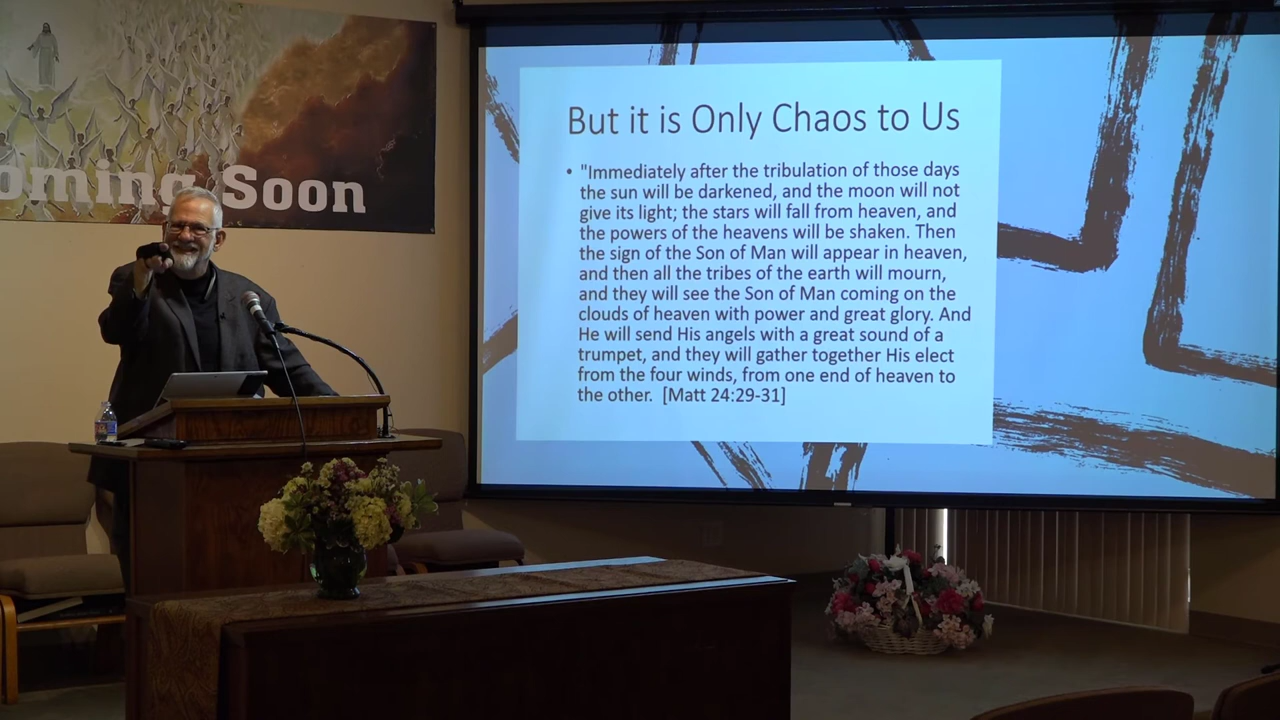 oming Soon
But it is Only Chaos to Us
• "Immediately after the tribulation of those days
the sun will be darkened, and the moon will not
give its light; the stars will fall from heaven, and
the powers of the heavens will be shaken. Then
the sign of the Son of Man will appear in heaven,
and then all the tribes of the earth will mourn,
and they will see the Son of Man coming on the
clouds of heaven with power and great glory. And
He will send His angels with a great sound of a
trumpet, and they will gather together His elect
from the four winds, from one end of heaven to
the other. [Matt 24:29-31]